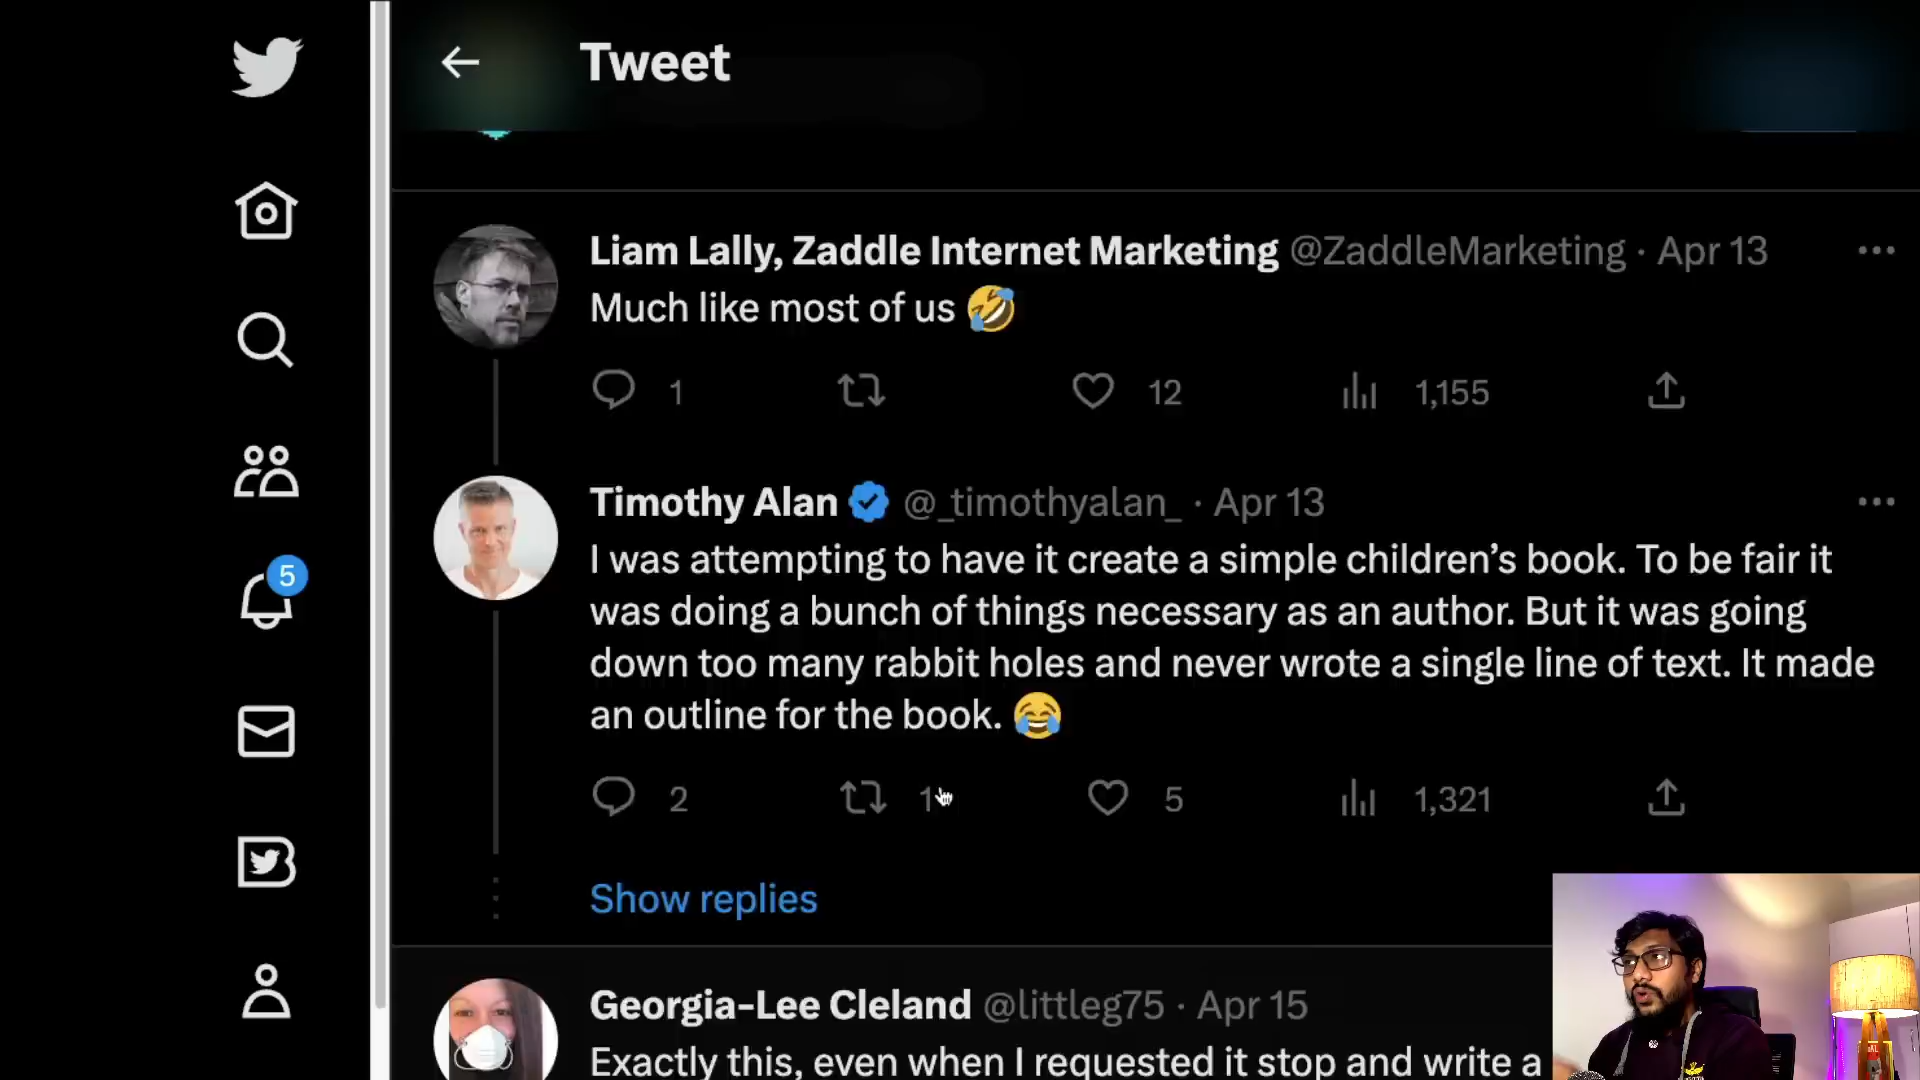 Tweet
Liam Lally, Zaddle Internet Marketing @ZaddleMarketing · Apr 13
Much like most of us 🤣
1 12 1,155
Timothy Alan @_timothyalan_ · Apr 13
I was attempting to have it create a simple children’s book. To be fair it
was doing a bunch of things necessary as an author. But it was going
down too many rabbit holes and never wrote a single line of text. It made
an outline for the book. 😂
2 1 5 1,321
Show replies
Georgia-Lee Cleland @littleg75 · Apr 15
Exactly this, even when I requested it stop and write a
5